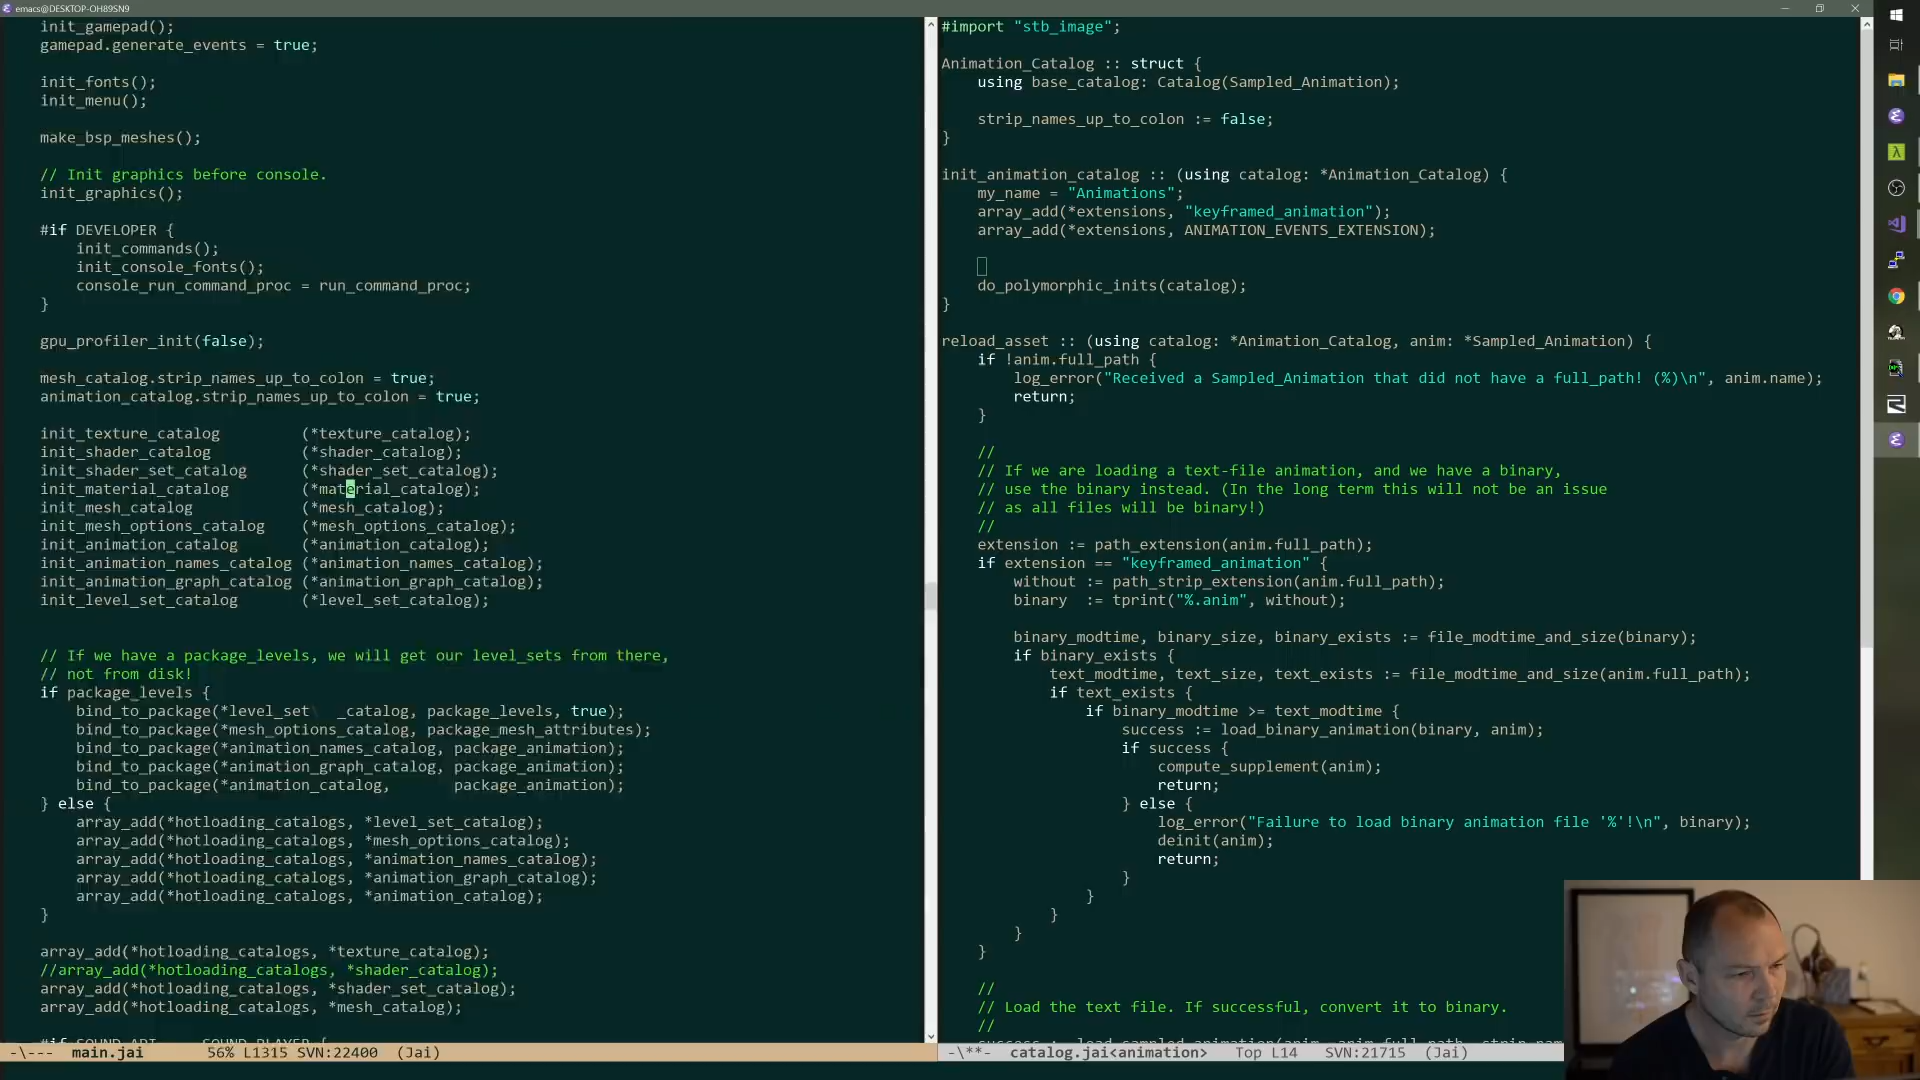 emacs@DESKTOP-OH89SN9
init_gamepad();
gamepad.generate_events = true;
init_fonts();
init_menu();
make_bsp_meshes();
// Init graphics before console.
init_graphics();
#if DEVELOPER {
    init_commands();
    init_console_fonts();
    console_run_command_proc = run_command_proc;
}
gpu_profiler_init(false);
mesh_catalog.strip_names_up_to_colon = true;
animation_catalog.strip_names_up_to_colon = true;
init_texture_catalog         (*texture_catalog);
init_shader_catalog          (*shader_catalog);
init_shader_set_catalog      (*shader_set_catalog);
init_material_catalog        (*material_catalog);
init_mesh_catalog            (*mesh_catalog);
init_mesh_options_catalog    (*mesh_options_catalog);
init_animation_catalog       (*animation_catalog);
init_animation_names_catalog (*animation_names_catalog);
init_animation_graph_catalog (*animation_graph_catalog);
init_level_set_catalog       (*level_set_catalog);
// If we have a package_levels, we will get our level_sets from there,
// not from disk!
if package_levels {
    bind_to_package(*level_set\  _catalog, package_levels, true);
    bind_to_package(*mesh_options_catalog, package_mesh_attributes);
    bind_to_package(*animation_names_catalog, package_animation);
    bind_to_package(*animation_graph_catalog, package_animation);
    bind_to_package(*animation_catalog,       package_animation);
} else {
    array_add(*hotloading_catalogs, *level_set_catalog);
    array_add(*hotloading_catalogs, *mesh_options_catalog);
    array_add(*hotloading_catalogs, *animation_names_catalog);
    array_add(*hotloading_catalogs, *animation_graph_catalog);
    array_add(*hotloading_catalogs, *animation_catalog);
}
array_add(*hotloading_catalogs, *texture_catalog);
//array_add(*hotloading_catalogs, *shader_catalog);
array_add(*hotloading_catalogs, *shader_set_catalog);
array_add(*hotloading_catalogs, *mesh_catalog);
-\---  main.jai       56% L1315 SVN:22400  (Jai)
#import "stb_image";
Animation_Catalog :: struct {
    using base_catalog: Catalog(Sampled_Animation);
    strip_names_up_to_colon := false;
}
init_animation_catalog :: (using catalog: *Animation_Catalog) {
    my_name = "Animations";
    array_add(*extensions, "keyframed_animation");
    array_add(*extensions, ANIMATION_EVENTS_EXTENSION);
    do_polymorphic_inits(catalog);
}
reload_asset :: (using catalog: *Animation_Catalog, anim: *Sampled_Animation) {
    if !anim.full_path {
        log_error("Received a Sampled_Animation that did not have a full_path! (%)\n", anim.name);
        return;
    }
    //
    // If we are loading a text-file animation, and we have a binary,
    // use the binary instead. (In the long term this will not be an issue
    // as all files will be binary!)
    //
    extension := path_extension(anim.full_path);
    if extension == "keyframed_animation" {
        without := path_strip_extension(anim.full_path);
        binary  := tprint("%.anim", without);
        binary_modtime, binary_size, binary_exists := file_modtime_and_size(binary);
        if binary_exists {
            text_modtime, text_size, text_exists := file_modtime_and_size(anim.full_path);
            if text_exists {
                if binary_modtime >= text_modtime {
                    success := load_binary_animation(binary, anim);
                    if success {
                        compute_supplement(anim);
                        return;
                    } else {
                        log_error("Failure to load binary animation file '%'!\n", binary);
                        deinit(anim);
                        return;
                    }
                }
            }
        }
    }
    //
    // Load the text file. If successful, convert it to binary.
    //
-\**-  catalog.jai<animation>   Top L14   SVN:21715  (Jai)